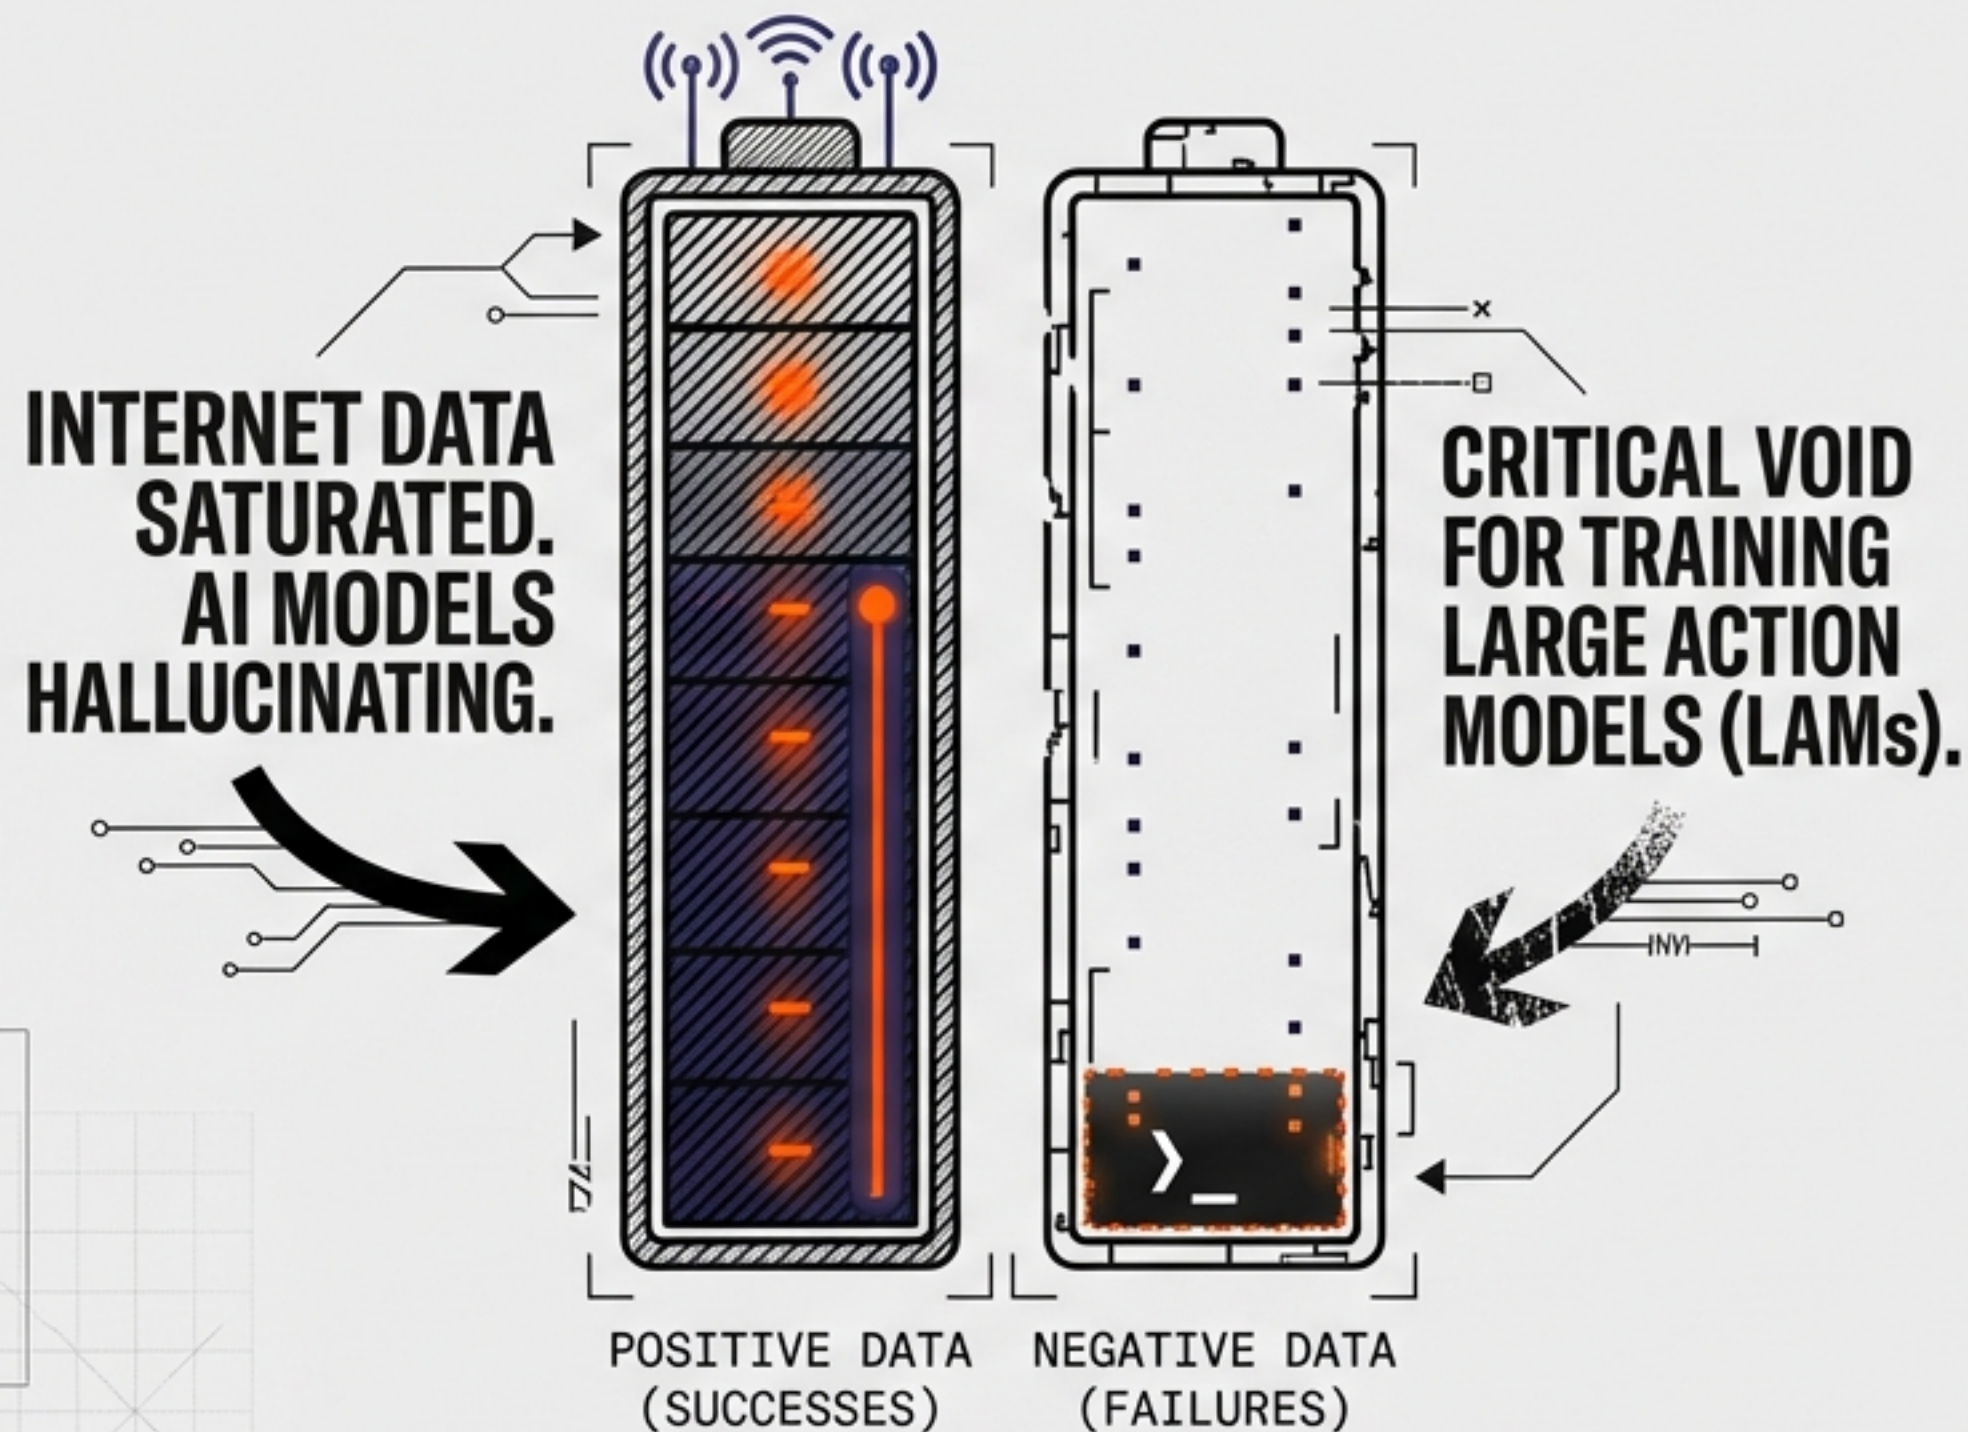 INTERNET DATA
SATURATED.
AI MODELS
HALLUCINATING.
CRITICAL VOID
FOR TRAINING
LARGE ACTION
MODELS (LAMs).
❯_
POSITIVE DATA
(SUCCESSES)
NEGATIVE DATA
(FAILURES)